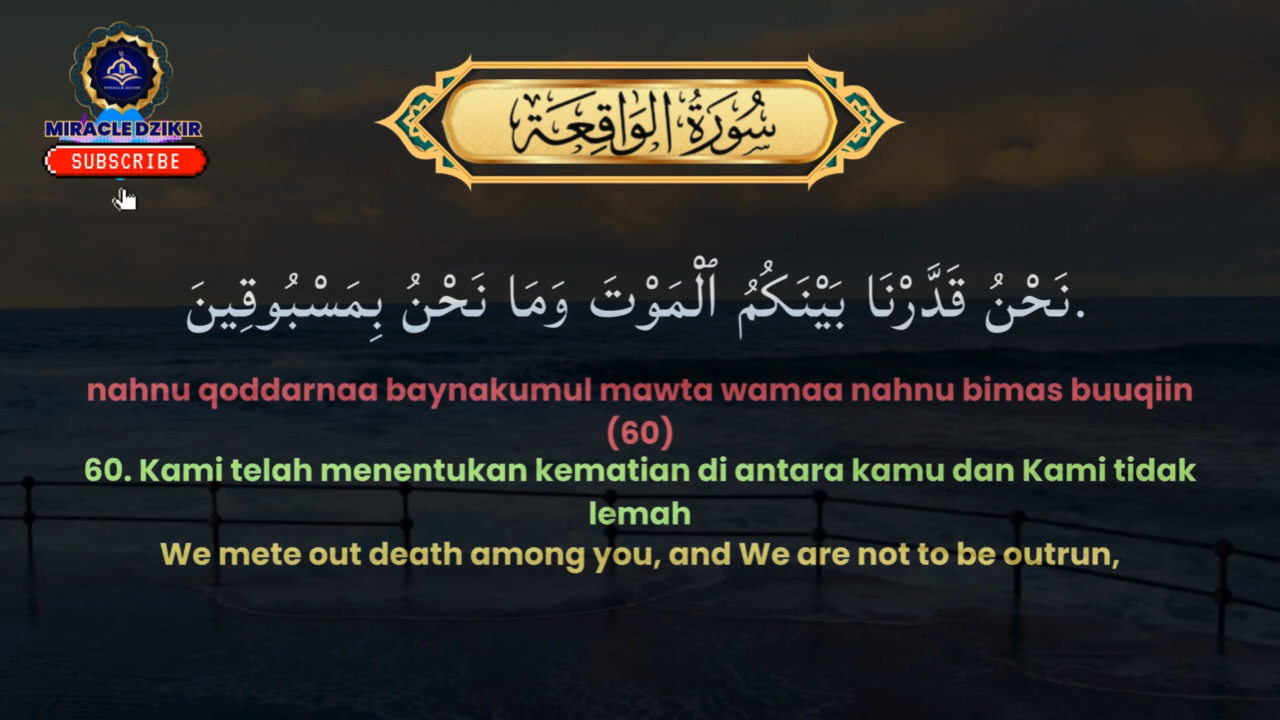 MIRACLE DZIKIR
SUBSCRIBE
سُورَةُ الوَاقِعَة
نَحْنُ قَدَّرْنَا بَيْنَكُمُ ٱلْمَوْتَ وَمَا نَحْنُ بِمَسْبُوقِينَ.
nahnu qoddarnaa baynakumul mawta wamaa nahnu bimas buuqiin
(60)
60. Kami telah menentukan kematian di antara kamu dan Kami tidak
lemah
We mete out death among you, and We are not to be outrun,